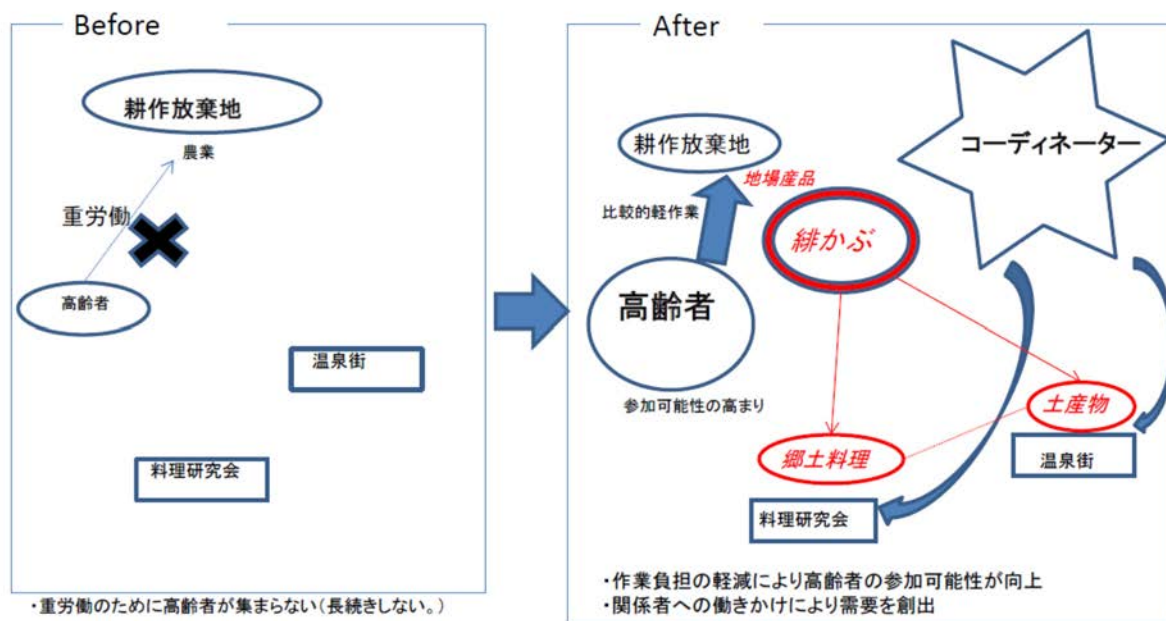 Before
耕作放棄地
農業
重労働
高齢者
温泉街
料理研究会
・重労働のために高齢者が集まらない(長続きしない。)
After
コーディネーター
耕作放棄地
地場産品
比較的軽作業
緋かぶ
高齢者
参加可能性の高まり
土産物
郷土料理
温泉街
料理研究会
・作業負担の軽減により高齢者の参加可能性が向上
・関係者への働きかけにより需要を創出